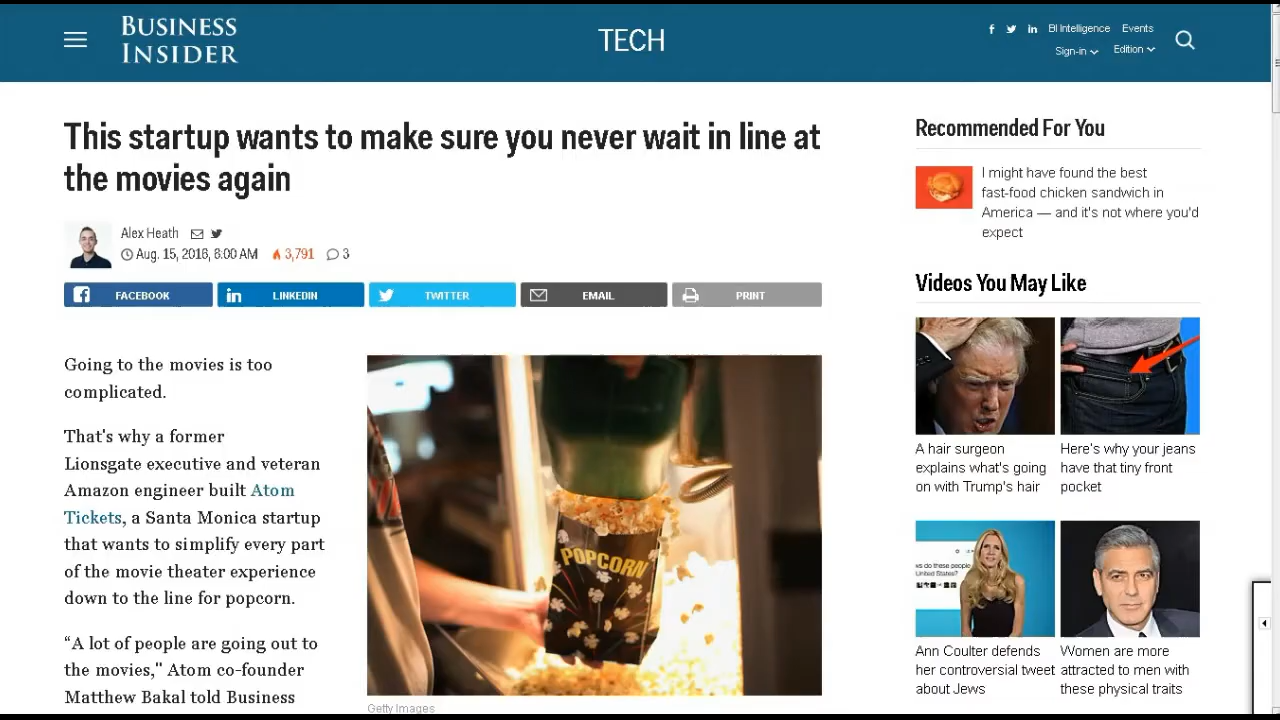 BUSINESS
INSIDER
TECH
BI Intelligence Events
Sign-in Edition
This startup wants to make sure you never wait in line at
the movies again
Alex Heath
Aug. 15, 2016, 6:00 AM 3,791 3
FACEBOOK LINKEDIN TWITTER EMAIL PRINT
Going to the movies is too
complicated.
That's why a former
Lionsgate executive and veteran
Amazon engineer built Atom
Tickets, a Santa Monica startup
that wants to simplify every part
of the movie theater experience
down to the line for popcorn.
“A lot of people are going out to
the movies," Atom co-founder
Matthew Bakal told Business
POPCORN
Getty Images
Recommended For You
I might have found the best
fast-food chicken sandwich in
America — and it's not where you'd
expect
Videos You May Like
A hair surgeon
explains what's going
on with Trump's hair
Here's why your jeans
have that tiny front
pocket
ws do these people
United States?
Ann Coulter defends
her controversial tweet
about Jews
Women are more
attracted to men with
these physical traits